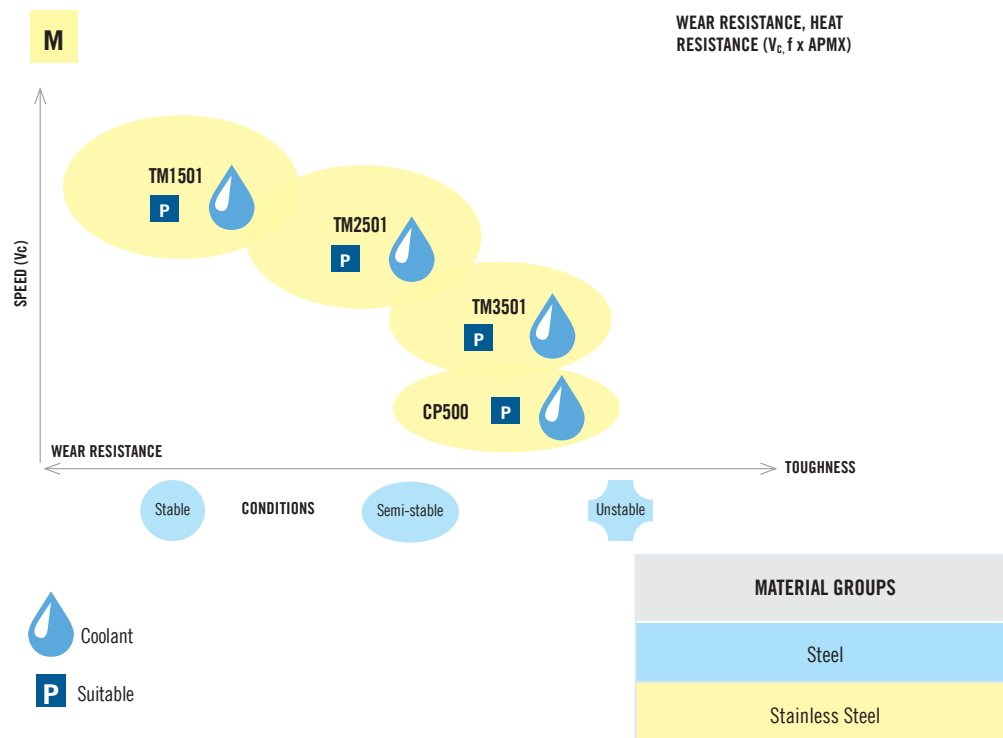 M
WEAR RESISTANCE, HEAT
RESISTANCE (Vc, f x APMX)
SPEED (Vc)
TM1501
P
TM2501
P
TM3501
P
CP500
P
WEAR RESISTANCE
TOUGHNESS
Stable
CONDITIONS
Semi-stable
Unstable
MATERIAL GROUPS
Steel
Stainless Steel
Coolant
P
Suitable